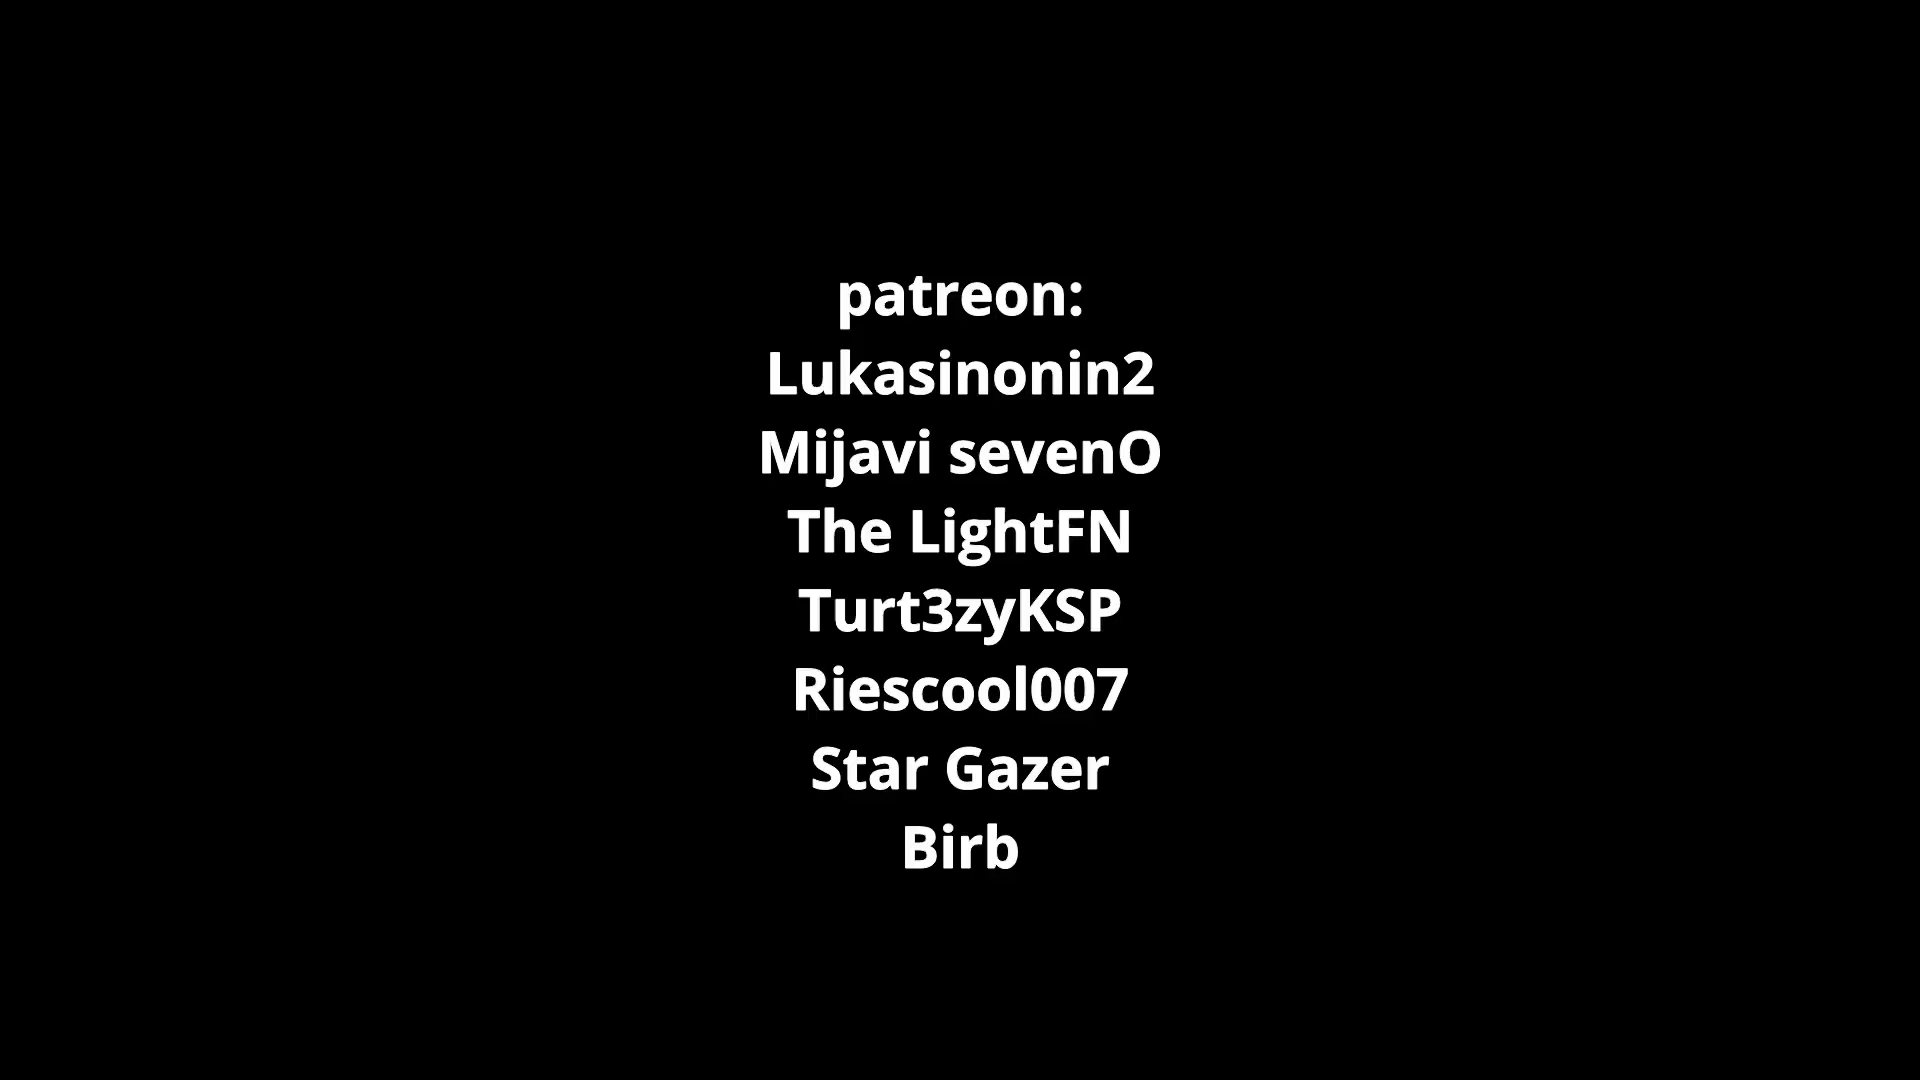 patreon:
Lukasinonin2
Mijavi sevenO
The LightFN
Turt3zyKSP
Riescool007
Star Gazer
Birb